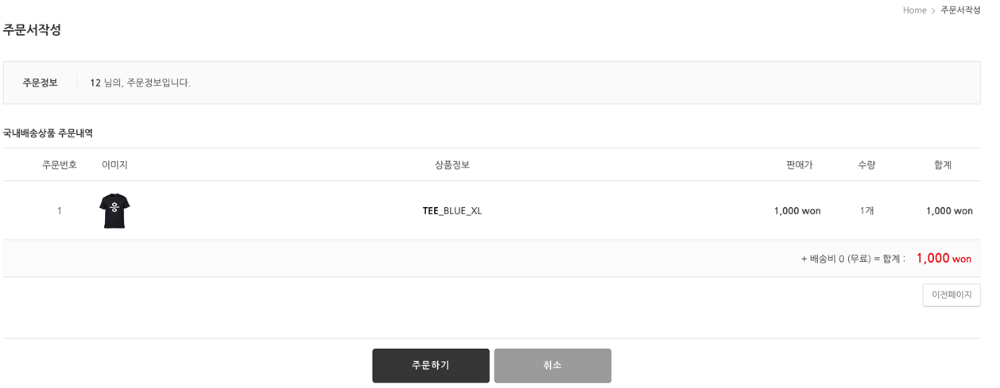 Home > 주문서작성
주문서작성
주문정보 12 님의, 주문정보입니다.
국내배송상품 주문내역
주문번호 이미지 상품정보 판매가 수량 합계
1 응 TEE_BLUE_XL 1,000 won 1개 1,000 won
+ 배송비 0 (무료) = 합계 : 1,000 won
이전페이지
주문하기 취소